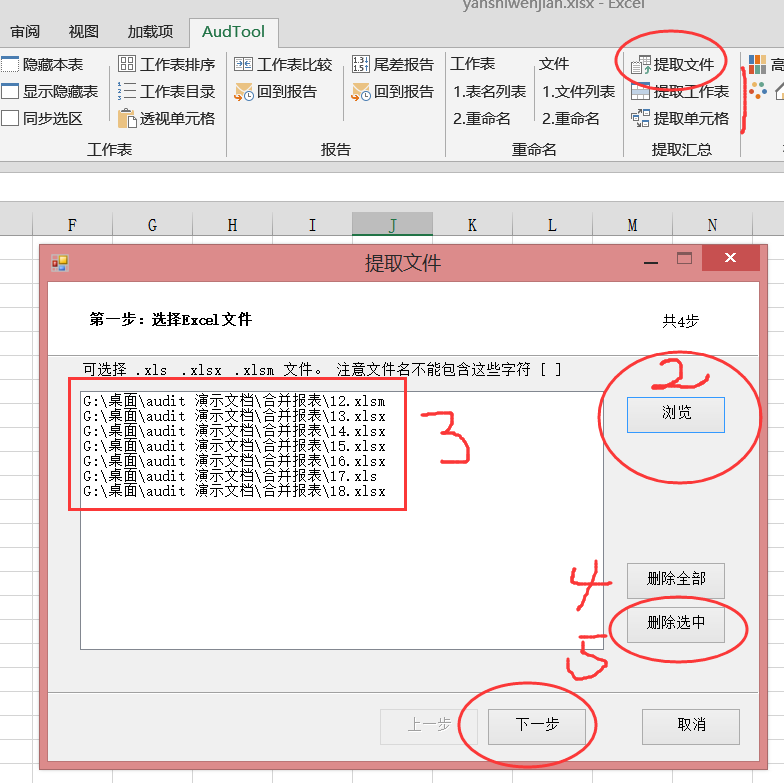 yanshiwenjian.xlsx - Excel
审阅 视图 加载项 AudTool
隐藏本表 工作表排序 工作表比较 尾差报告 工作表 文件 提取文件 高
显示隐藏表 工作表目录 回到报告 回到报告 1.表名列表 1.文件列表 提取工作表
同步选区 透视单元格 2.重命名 2.重命名 提取单元格
工作表 报告 重命名 提取汇总
1
F G H I J K L M N
提取文件
第一步：选择Excel文件 共4步
可选择 .xls .xlsx .xlsm 文件。 注意文件名不能包含这些字符 [ ]
2
浏览
G:\桌面\audit 演示文档\合并报表\12.xlsm
G:\桌面\audit 演示文档\合并报表\13.xlsx
G:\桌面\audit 演示文档\合并报表\14.xlsx
G:\桌面\audit 演示文档\合并报表\15.xlsx
G:\桌面\audit 演示文档\合并报表\16.xlsx
G:\桌面\audit 演示文档\合并报表\17.xls
G:\桌面\audit 演示文档\合并报表\18.xlsx
3
4 删除全部
删除选中
5
上一步 下一步 取消